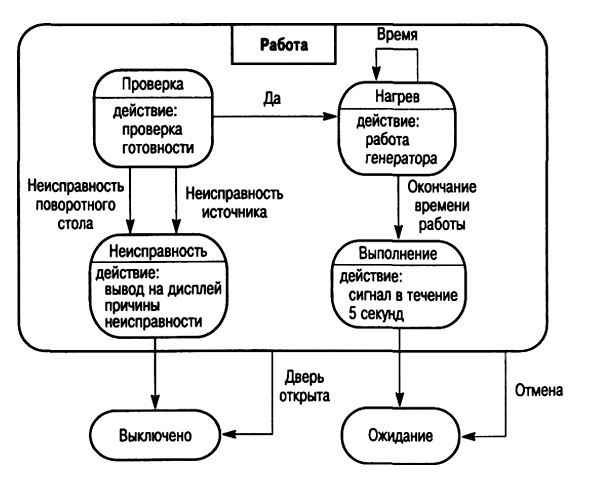 Работа
Время
Проверка
действие:
проверка
готовности
Да
Нагрев
действие:
работа
генератора
Неисправность
поворотного
стола
Неисправность
источника
Окончание
времени
работы
Неисправность
действие:
вывод на дисплей
причины
неисправности
Выполнение
действие:
сигнал в течение
5 секунд
Дверь
открыта
Отмена
Выключено
Ожидание